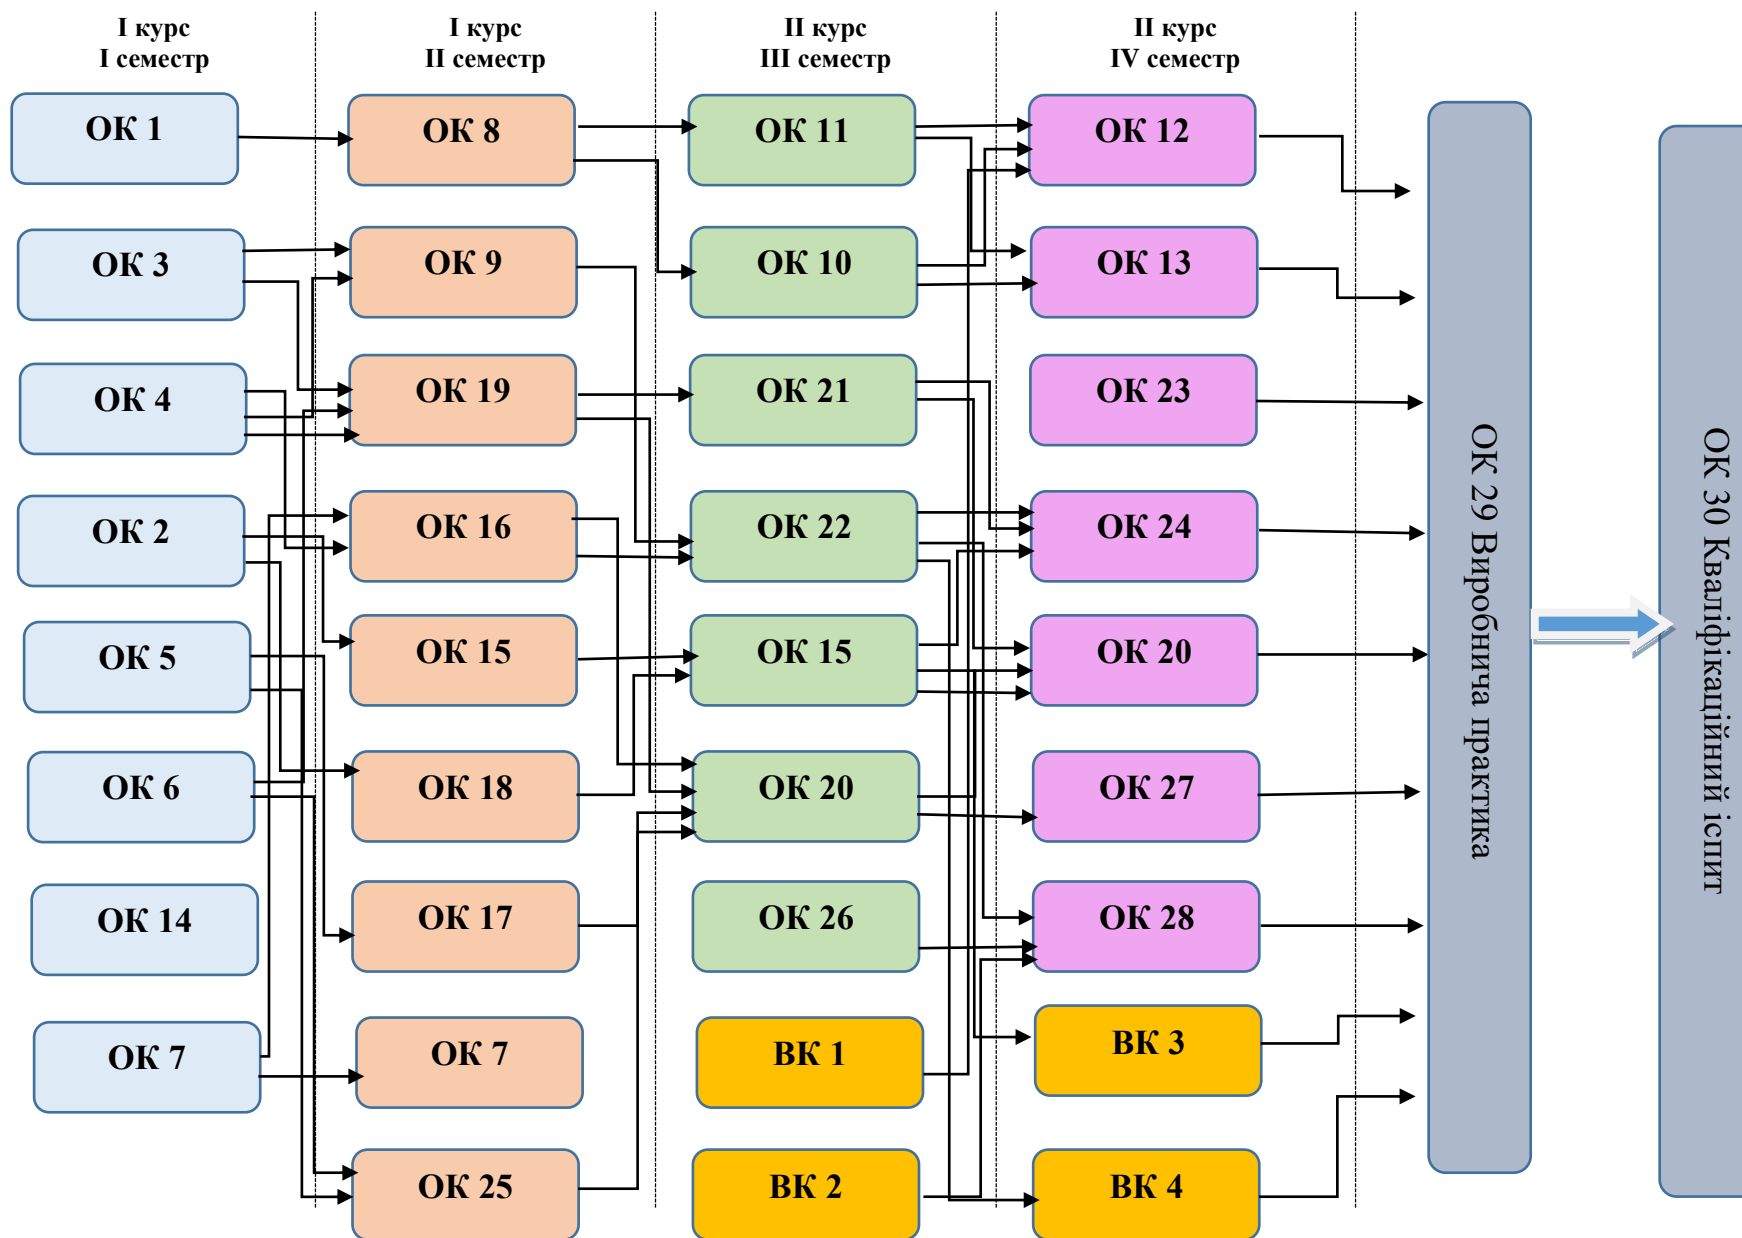 І курс
І семестр
І курс
ІІ семестр
ІІ курс
ІІІ семестр
ІІ курс
IV семестр
ОК 1
ОК 8
ОК 11
ОК 12
ОК 3
ОК 9
ОК 10
ОК 13
ОК 4
ОК 19
ОК 21
ОК 23
ОК 2
ОК 16
ОК 22
ОК 24
ОК 5
ОК 15
ОК 15
ОК 20
ОК 6
ОК 18
ОК 20
ОК 27
ОК 14
ОК 17
ОК 26
ОК 28
ОК 7
ОК 7
ВК 1
ВК 3
ОК 25
ВК 2
ВК 4
ОК 29 Виробнича практика
ОК 30 Кваліфікаційний іспит